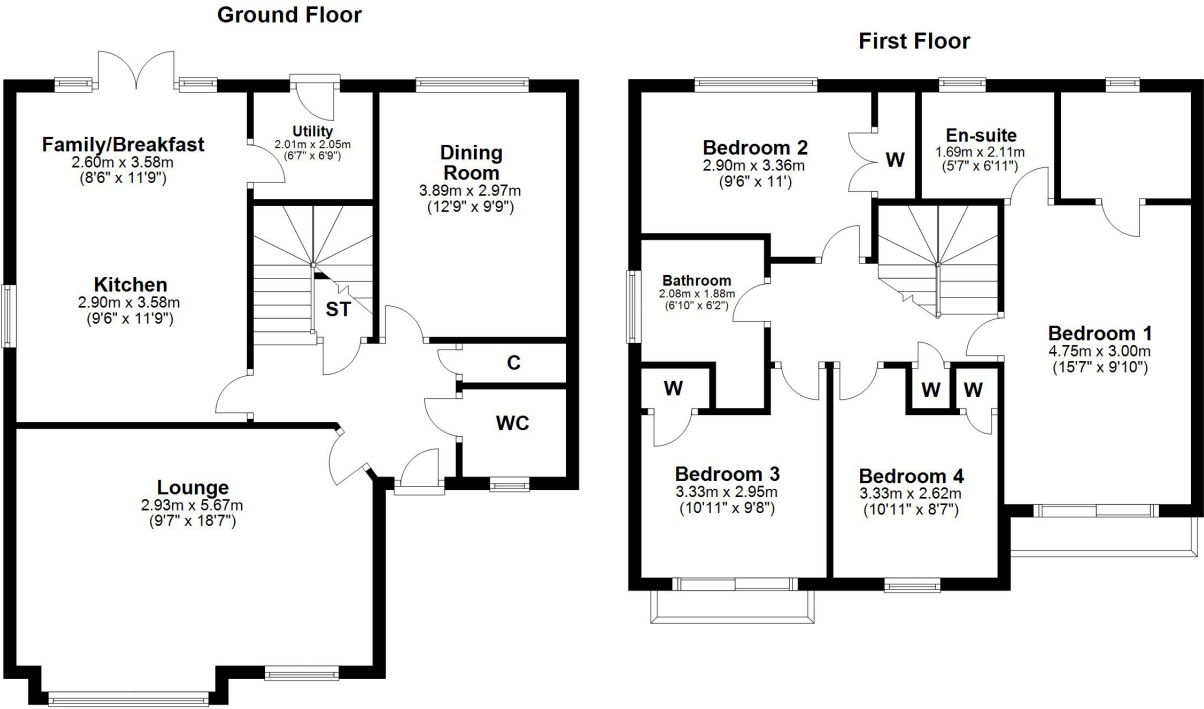 Ground Floor
Family/Breakfast
2.60m x 3.58m
(8'6" x 11'9")
Utility
2.01m x 2.05m
(6'7" x 6'9")
Dining
Room
3.89m x 2.97m
(12'9" x 9'9")
Kitchen
2.90m x 3.58m
(9'6" x 11'9")
ST
C
WC
Lounge
2.93m x 5.67m
(9'7" x 18'7")
First Floor
Bedroom 2
2.90m x 3.36m
(9'6" x 11')
W
En-suite
1.69m x 2.11m
(5'7" x 6'11")
Bathroom
2.08m x 1.88m
(6'10" x 6'2")
Bedroom 1
4.75m x 3.00m
(15'7" x 9'10")
W
W
W
Bedroom 3
3.33m x 2.95m
(10'11" x 9'8")
Bedroom 4
3.33m x 2.62m
(10'11" x 8'7")